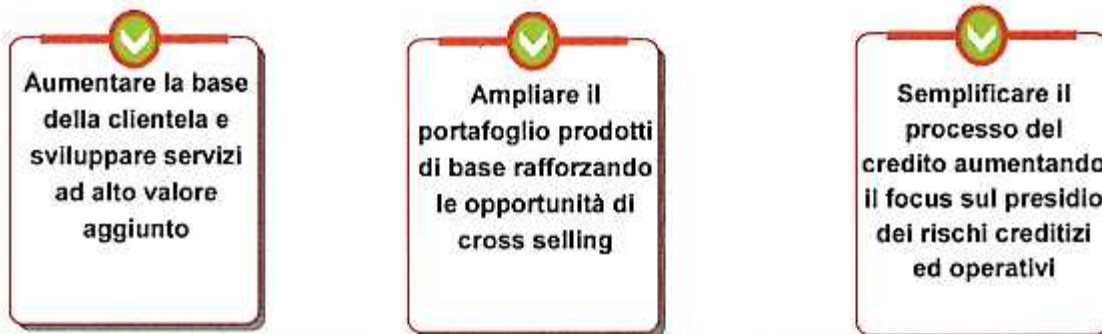 Aumentare la base
della clientela e
sviluppare servizi
ad alto valore
aggiunto
Ampliare il
portafoglio prodotti
di base rafforzando
le opportunità di
cross selling
Semplificare il
processo del
credito aumentando
il focus sul presidio
dei rischi creditizi
ed operativi